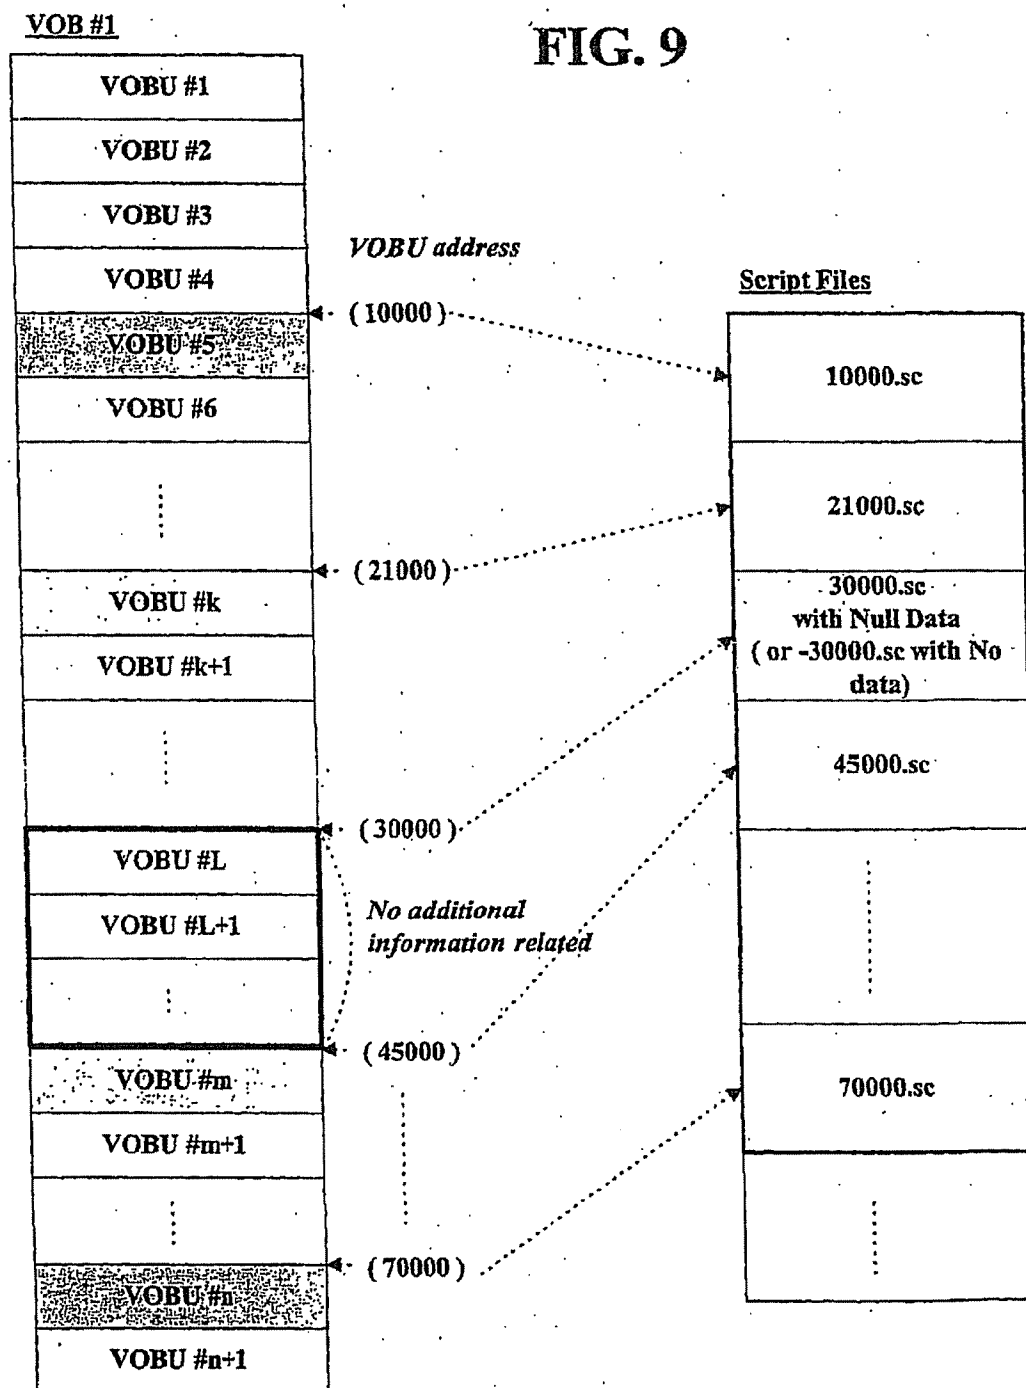 VOB #1
FIG. 9
VOBU #1
VOBU #2
VOBU #3
VOBU #4
VOBU #5
VOBU #6
VOBU #k
VOBU #k+1
VOBU #L
VOBU #L+1
VOBU #m
VOBU #m+1
VOBU #n
VOBU #n+1
VOBU address
( 10000 )
( 21000 )
( 30000 )
No additional
information related
( 45000 )
( 70000 )
Script Files
10000.sc
21000.sc
30000.sc
with Null Data
( or -30000.sc with No
data)
45000.sc
70000.sc